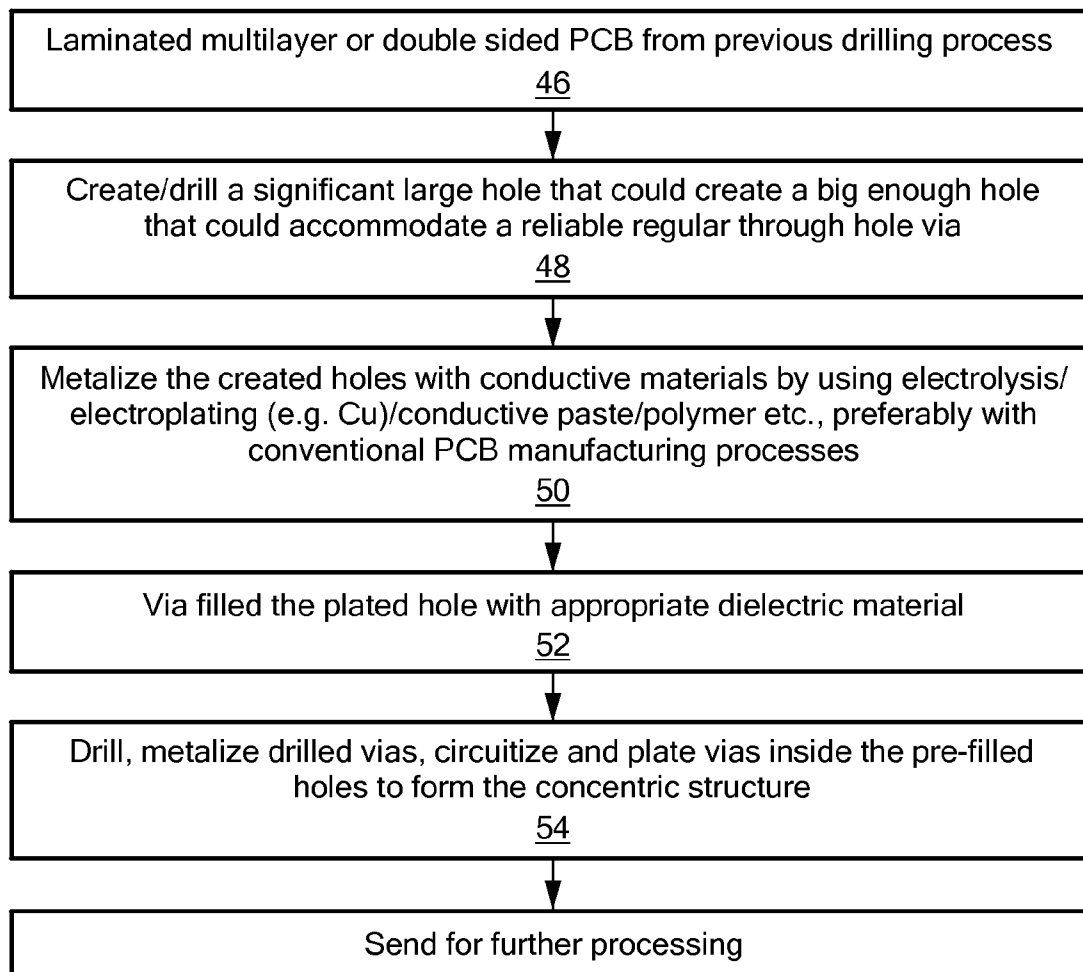 Laminated multilayer or double sided PCB from previous drilling process
46
Create/drill a significant large hole that could create a big enough hole
that could accommodate a reliable regular through hole via
48
Metalize the created holes with conductive materials by using electrolysis/
electroplating (e.g. Cu)/conductive paste/polymer etc., preferably with
conventional PCB manufacturing processes
50
Via filled the plated hole with appropriate dielectric material
52
Drill, metalize drilled vias, circuitize and plate vias inside the pre-filled
holes to form the concentric structure
54
Send for further processing